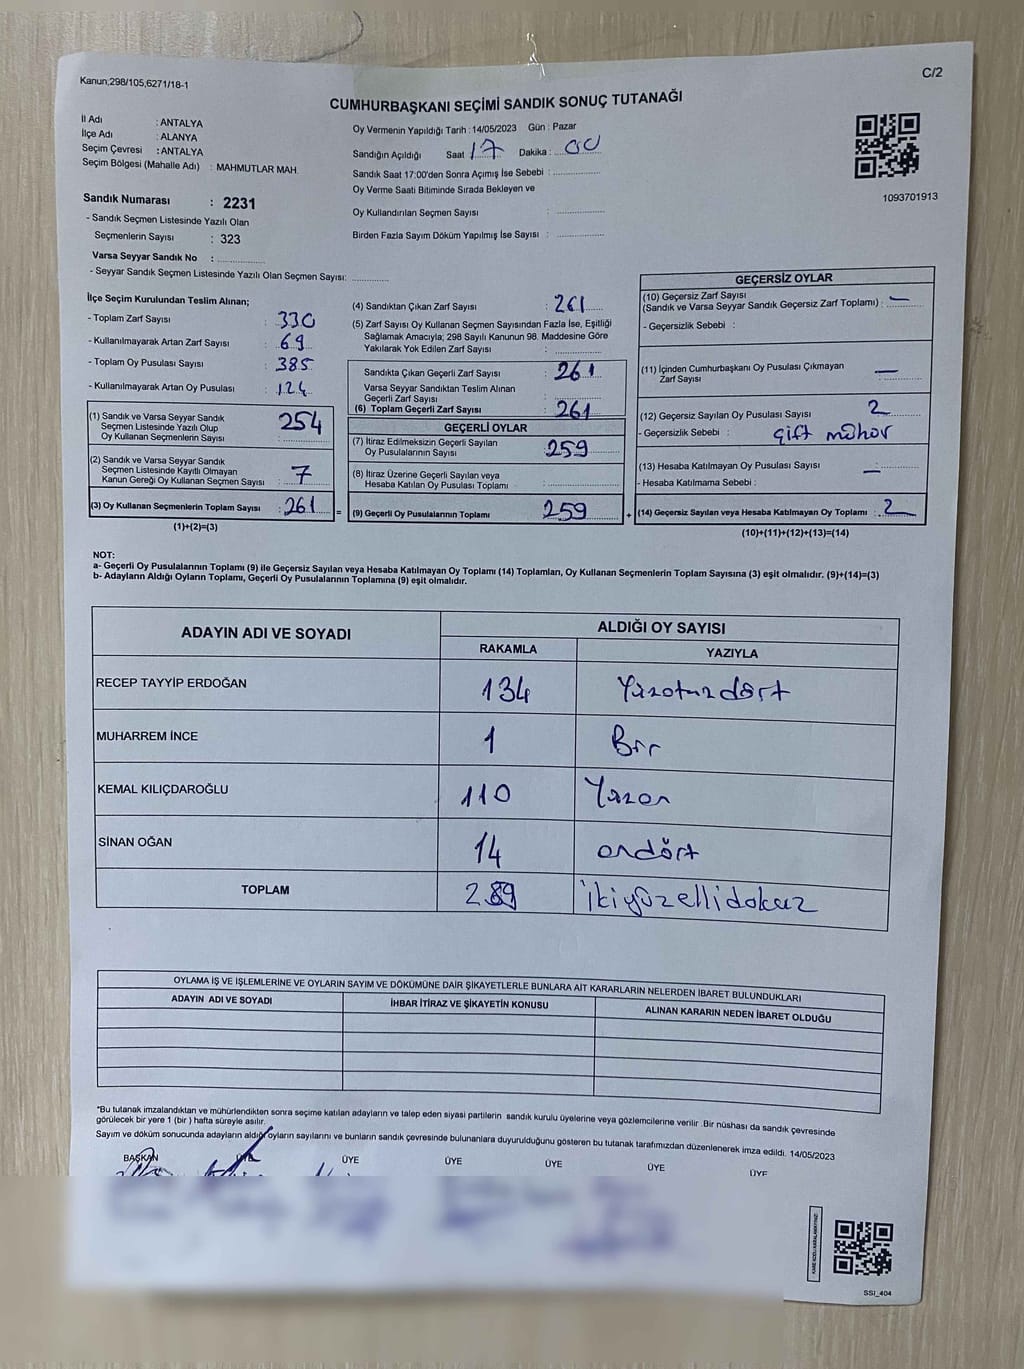 Kanun,298/105,6271/18-1
C/2
CUMHURBAŞKANI SEÇİMİ SANDIK SONUÇ TUTANAĞI
İl Adı : ANTALYA
İlçe Adı : ALANYA
Seçim Çevresi : ANTALYA
Seçim Bölgesi (Mahalle Adı) : MAHMUTLAR MAH.
Sandık Numarası : 2231
- Sandık Seçmen Listesinde Yazılı Olan
Seçmenlerin Sayısı : 323
Varsa Seyyar Sandık No :
- Seyyar Sandık Seçmen Listesinde Yazılı Olan Seçmen Sayısı:
Oy Vermenin Yapıldığı Tarih : 14/05/2023 Gün : Pazar
Sandığın Açıldığı Saat 17 Dakika : 00
Sandık Saat 17:00'den Sonra Açımış İse Sebebi :
Oy Verme Saati Bitiminde Sırada Bekleyen ve
Oy Kullandırılan Seçmen Sayısı :
Birden Fazla Sayım Döküm Yapılmış İse Sayısı :
1093701913
İlçe Seçim Kurulundan Teslim Alınan;
- Toplam Zarf Sayısı : 330
- Kullanılmayarak Artan Zarf Sayısı : 69
- Toplam Oy Pusulası Sayısı : 385
- Kullanılmayarak Artan Oy Pusulası : 124
(1) Sandık ve Varsa Seyyar Sandık
Seçmen Listesinde Yazılı Olup
Oy Kullanan Seçmenlerin Sayısı : 254
(2) Sandık ve Varsa Seyyar Sandık
Seçmen Listesinde Kayıtlı Olmayan
Kanun Gereği Oy Kullanan Seçmen Sayısı : 7
(3) Oy Kullanan Seçmenlerin Toplam Sayısı : 261
(1)+(2)=(3)
(4) Sandıktan Çıkan Zarf Sayısı : 261
(5) Zarf Sayısı Oy Kullanan Seçmen Sayısından Fazla İse, Eşitliği
Sağlamak Amacıyla; 298 Sayılı Kanunun 98. Maddesine Göre
Yakılarak Yok Edilen Zarf Sayısı :
Sandıkta Çıkan Geçerli Zarf Sayısı : 261
Varsa Seyyar Sandıktan Teslim Alınan
Geçerli Zarf Sayısı :
(6) Toplam Geçerli Zarf Sayısı : 261
GEÇERLİ OYLAR
(7) İtiraz Edilmeksizin Geçerli Sayılan
Oy Pusulalarının Sayısı : 259
(8) İtiraz Üzerine Geçerli Sayılan veya
Hesaba Katılan Oy Pusulası Toplamı :
= (9) Geçerli Oy Pusulalarının Toplamı : 259
GEÇERSİZ OYLAR
(10) Geçersiz Zarf Sayısı
(Sandık ve Varsa Seyyar Sandık Geçersiz Zarf Toplamı) : —
- Geçersizlik Sebebi :
(11) İçinden Cumhurbaşkanı Oy Pusulası Çıkmayan
Zarf Sayısı : —
(12) Geçersiz Sayılan Oy Pusulası Sayısı : 2
- Geçersizlik Sebebi : çift mühör
(13) Hesaba Katılmayan Oy Pusulası Sayısı : —
- Hesaba Katılmama Sebebi :
+ (14) Geçersiz Sayılan veya Hesaba Katılmayan Oy Toplamı : 2
(10)+(11)+(12)+(13)=(14)
NOT:
a- Geçerli Oy Pusulalarının Toplamı (9) ile Geçersiz Sayılan veya Hesaba Katılmayan Oy Toplamı (14) Toplamları, Oy Kullanan Seçmenlerin Toplam Sayısına (3) eşit olmalıdır. (9)+(14)=(3)
b- Adayların Aldığı Oyların Toplamı, Geçerli Oy Pusulalarının Toplamına (9) eşit olmalıdır.
ADAYIN ADI VE SOYADI
ALDIĞI OY SAYISI
RAKAMLA YAZIYLA
RECEP TAYYİP ERDOĞAN 134 Yüzotuzdört
MUHARREM İNCE 1 Bir
KEMAL KILIÇDAROĞLU 110 Yüzon
SİNAN OĞAN 14 ondört
TOPLAM 259 ikiyüzellidokuz
OYLAMA İŞ VE İŞLEMLERİNE VE OYLARIN SAYIM VE DÖKÜMÜNE DAİR ŞİKAYETLERLE BUNLARA AİT KARARLARIN NELERDEN İBARET BULUNDUKLARI
ADAYIN ADI VE SOYADI İHBAR İTİRAZ VE ŞİKAYETİN KONUSU ALINAN KARARIN NEDEN İBARET OLDUĞU
*Bu tutanak imzalandıktan ve mühürlendikten sonra seçime katılan adayların ve talep eden siyasi partilerin sandık kurulu üyelerine veya gözlemcilerine verilir .Bir nüshası da sandık çevresinde
görülecek bir yere 1 (bir ) hafta süreyle asılır.
Sayım ve döküm sonucunda adayların aldığı oyların sayılarını ve bunların sandık çevresinde bulunanlara duyurulduğunu gösteren bu tutanak tarafımızdan düzenlenerek imza edildi. 14/05/2023
BAŞKAN ÜYE ÜYE ÜYE ÜYE ÜYE ÜYE
SSI_404